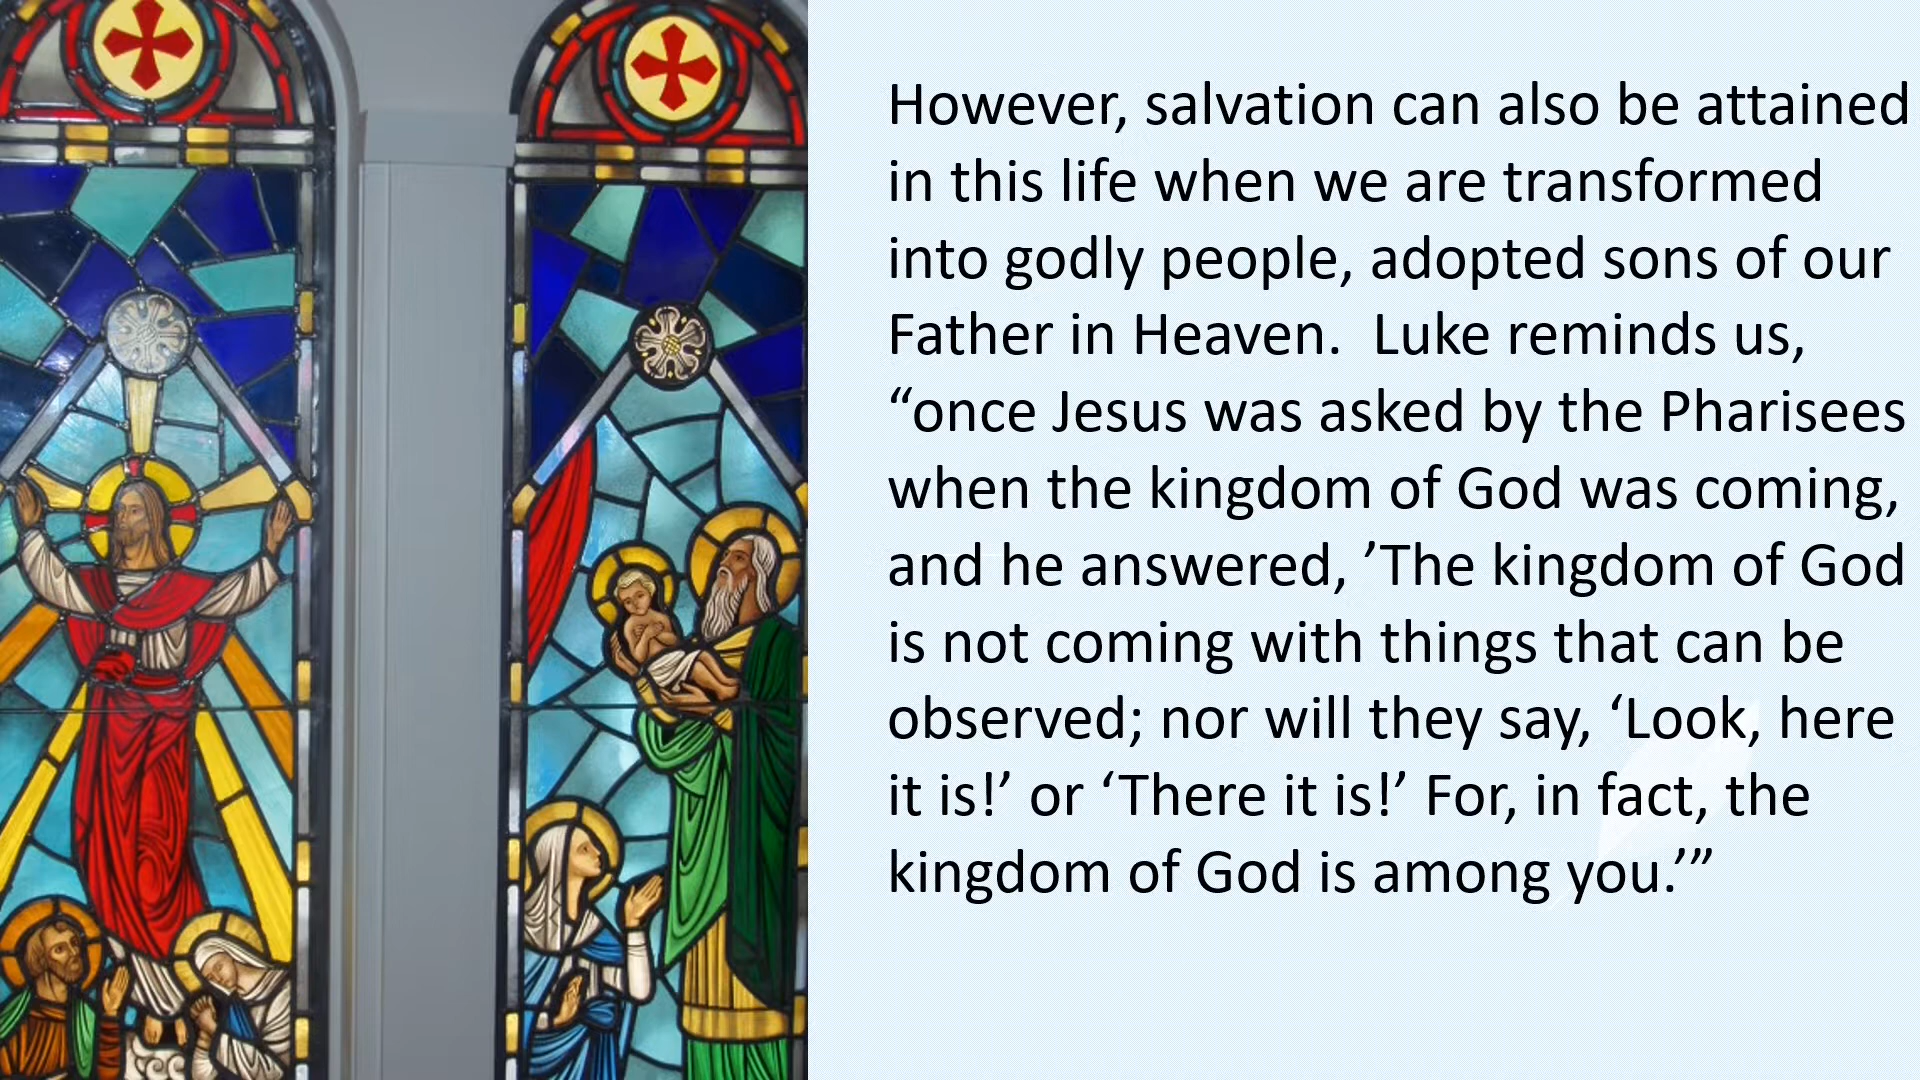 However, salvation can also be attained
in this life when we are transformed
into godly people, adopted sons of our
Father in Heaven.  Luke reminds us,
“once Jesus was asked by the Pharisees
when the kingdom of God was coming,
and he answered, ’The kingdom of God
is not coming with things that can be
observed; nor will they say, ‘Look, here
it is!’ or ‘There it is!’ For, in fact, the
kingdom of God is among you.’”